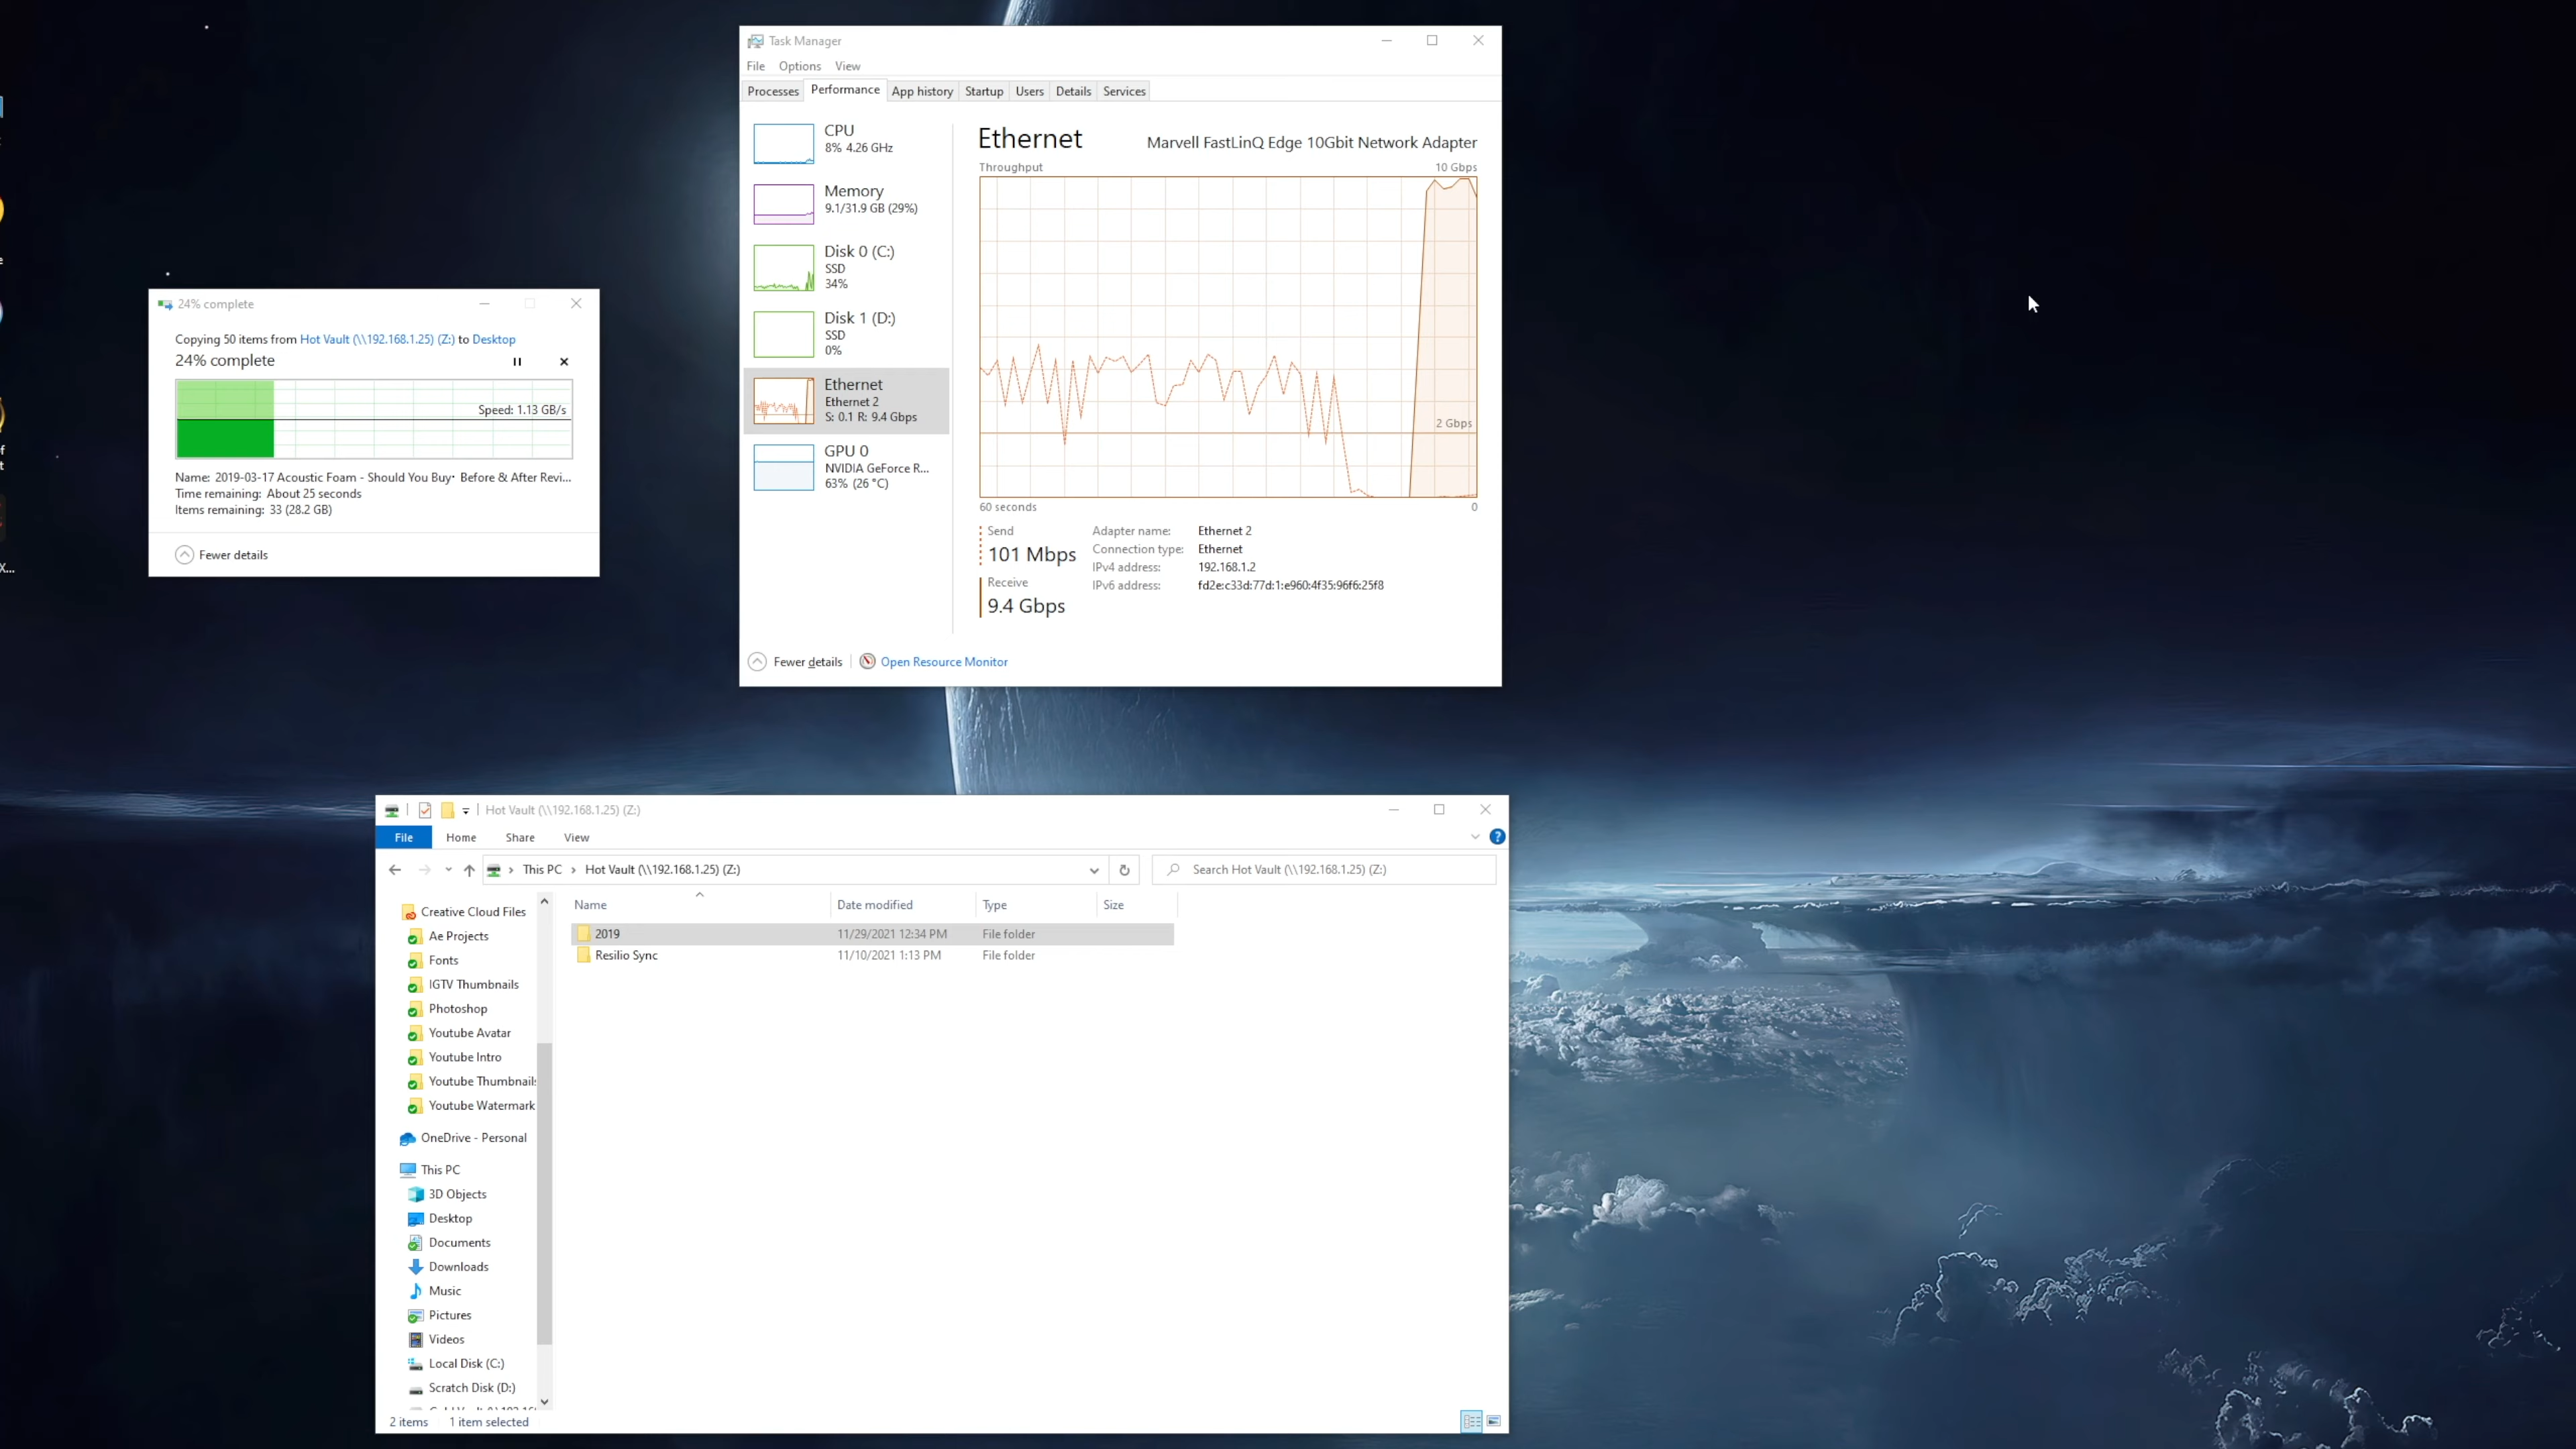 Task Manager
File Options View
Processes Performance App history Startup Users Details Services
CPU
8% 4.26 GHz
Memory
9.1/31.9 GB (29%)
Disk 0 (C:)
SSD
34%
Disk 1 (D:)
SSD
0%
Ethernet
Ethernet 2
S: 0.1 R: 9.4 Gbps
GPU 0
NVIDIA GeForce R...
63% (26 °C)
Ethernet Marvell FastLinQ Edge 10Gbit Network Adapter
Throughput 10 Gbps
2 Gbps
60 seconds 0
Send
101 Mbps
Receive
9.4 Gbps
Adapter name: Ethernet 2
Connection type: Ethernet
IPv4 address: 192.168.1.2
IPv6 address: fd2e:c33d:77d:1:e960:4f35:96f6:25f8
Fewer details Open Resource Monitor
24% complete
Copying 50 items from Hot Vault (\\192.168.1.25) (Z:) to Desktop
24% complete
Speed: 1.13 GB/s
Name: 2019-03-17 Acoustic Foam - Should You Buy· Before & After Revi...
Time remaining: About 25 seconds
Items remaining: 33 (28.2 GB)
Fewer details
X...
Hot Vault (\\192.168.1.25) (Z:)
File Home Share View
This PC › Hot Vault (\\192.168.1.25) (Z:)
Search Hot Vault (\\192.168.1.25) (Z:)
Creative Cloud Files
Ae Projects
Fonts
IGTV Thumbnails
Photoshop
Youtube Avatar
Youtube Intro
Youtube Thumbnails
Youtube Watermark
OneDrive - Personal
This PC
3D Objects
Desktop
Documents
Downloads
Music
Pictures
Videos
Local Disk (C:)
Scratch Disk (D:)
Name Date modified Type Size
2019 11/29/2021 12:34 PM File folder
Resilio Sync 11/10/2021 1:13 PM File folder
2 items 1 item selected